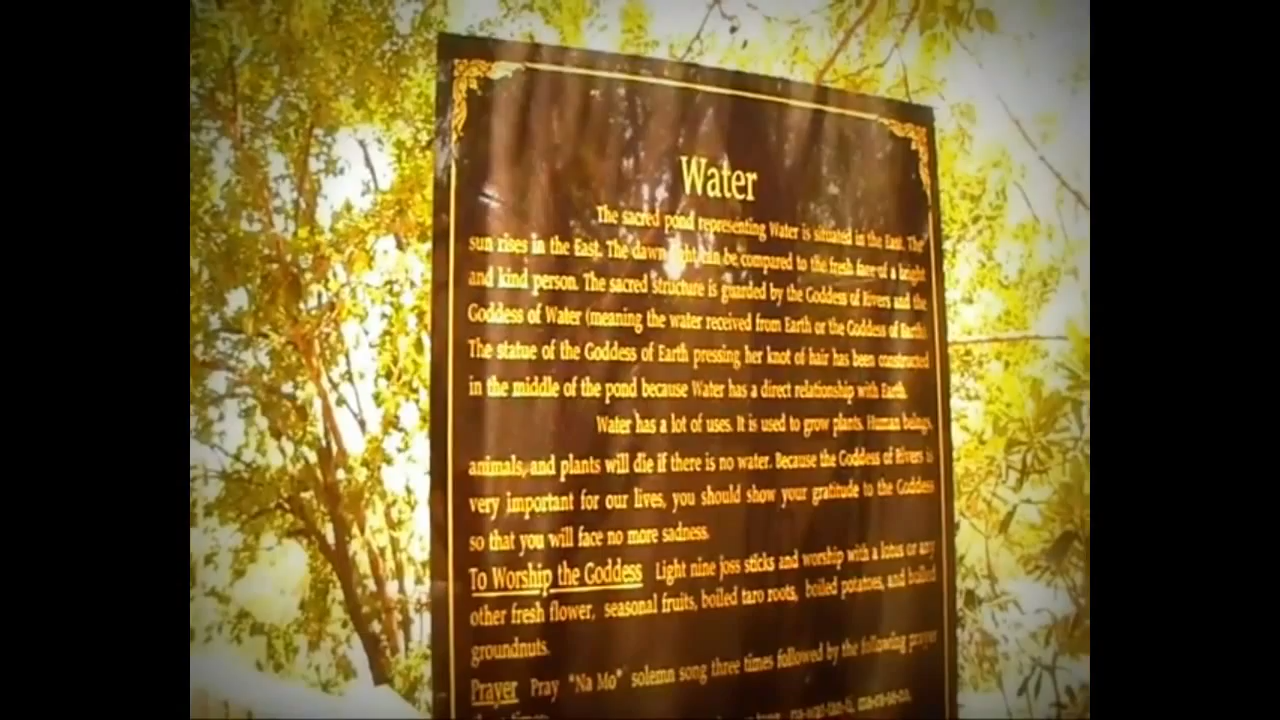 Water
The sacred pond representing Water is situated in the East. The
sun rises in the East. The dawn light can be compared to the fresh face of a bright
and kind person. The sacred structure is guarded by the Goddess of Rivers and the
Goddess of Water (meaning the water received from Earth or the Goddess of Earth).
The statue of the Goddess of Earth pressing her knot of hair has been constructed
in the middle of the pond because Water has a direct relationship with Earth.
Water has a lot of uses. It is used to grow plants. Human beings,
animals, and plants will die if there is no water. Because the Goddess of Rivers is
very important for our lives, you should show your gratitude to the Goddess
so that you will face no more sadness.
To Worship the Goddess Light nine joss sticks and worship with a lotus or any
other fresh flower, seasonal fruits, boiled taro roots, boiled potatoes, and boiled
groundnuts.
Prayer Pray "Na Mo" solemn song three times followed by the following prayer